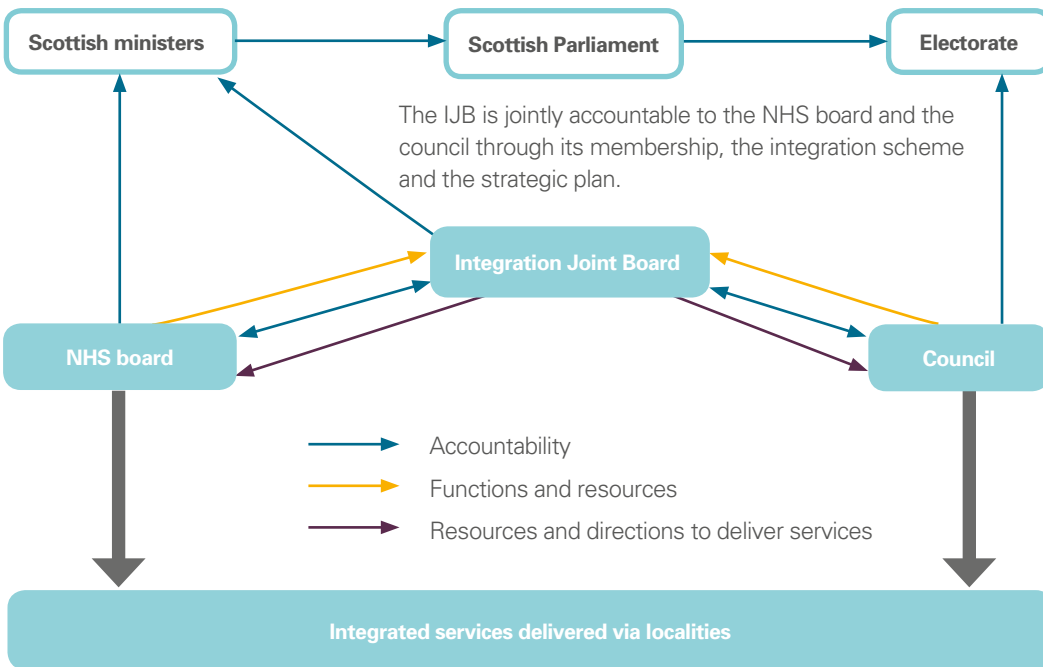 Scottish ministers
Scottish Parliament
Electorate
The IJB is jointly accountable to the NHS board and the
council through its membership, the integration scheme
and the strategic plan.
Integration Joint Board
NHS board
Council
Accountability
Functions and resources
Resources and directions to deliver services
Integrated services delivered via localities